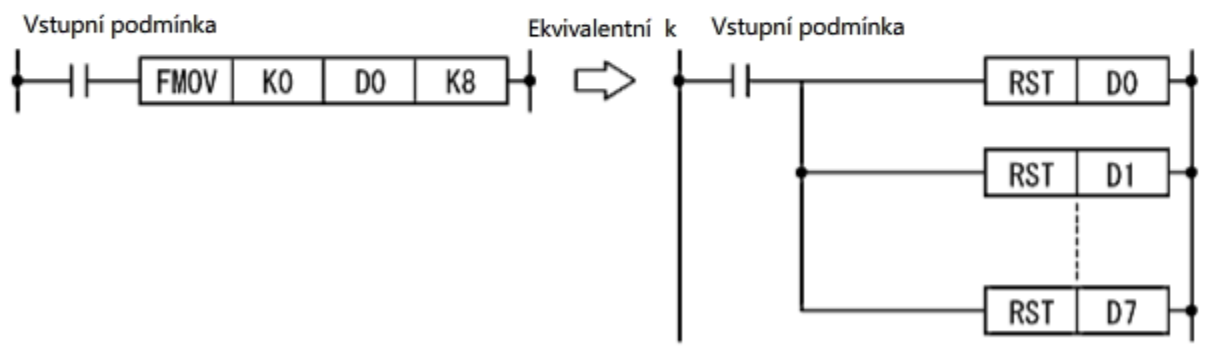 Vstupní podmínka Ekvivalentní k Vstupní podmínka
FMOV K0 D0 K8 RST D0
RST D1
RST D7